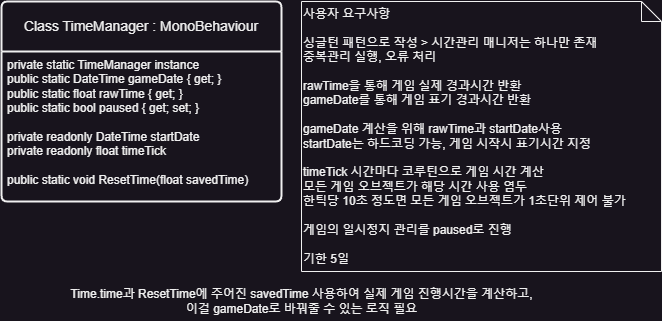 Class TimeManager : MonoBehaviour
private static TimeManager instance
public static DateTime gameDate { get; }
public static float rawTime { get; }
public static bool paused { get; set; }
private readonly DateTime startDate
private readonly float timeTick
public static void ResetTime(float savedTime)
사용자 요구사항
싱글턴 패턴으로 작성 > 시간관리 매니저는 하나만 존재
중복관리 실행, 오류 처리
rawTime을 통해 게임 실제 경과시간 반환
gameDate를 통해 게임 표기 경과시간 반환
gameDate 계산을 위해 rawTime과 startDate사용
startDate는 하드코딩 가능, 게임 시작시 표기시간 지정
timeTick 시간마다 코루틴으로 게임 시간 계산
모든 게임 오브젝트가 해당 시간 사용 염두
한틱당 10초 정도면 모든 게임 오브젝트가 1초단위 제어 불가
게임의 일시정지 관리를 paused로 진행
기한 5일
Time.time과 ResetTime에 주어진 savedTime 사용하여 실제 게임 진행시간을 계산하고,
이걸 gameDate로 바꿔줄 수 있는 로직 필요